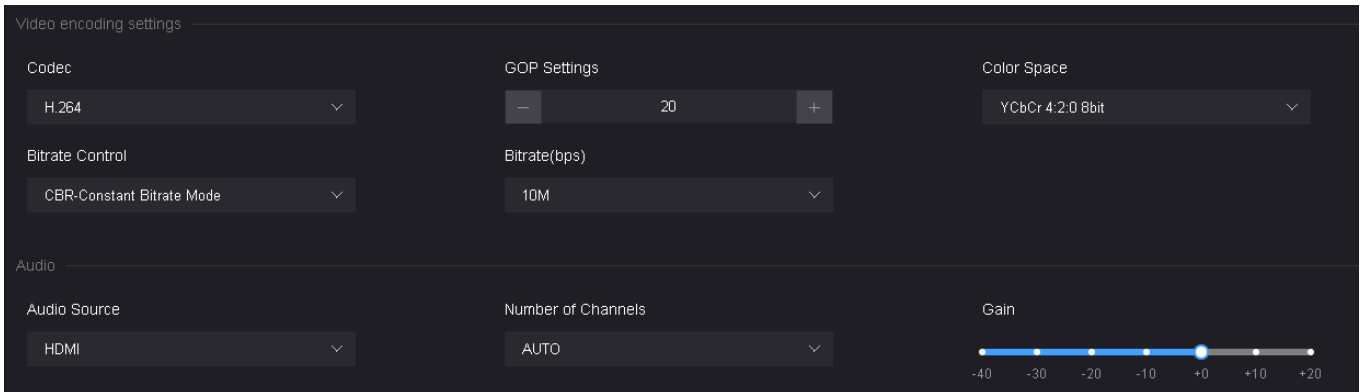 Video encoding settings
Codec GOP Settings Color Space
H.264 − 20 + YCbCr 4:2:0 8bit
Bitrate Control Bitrate(bps)
CBR-Constant Bitrate Mode 10M
Audio
Audio Source Number of Channels Gain
HDMI AUTO
-40 -30 -20 -10 +0 +10 +20